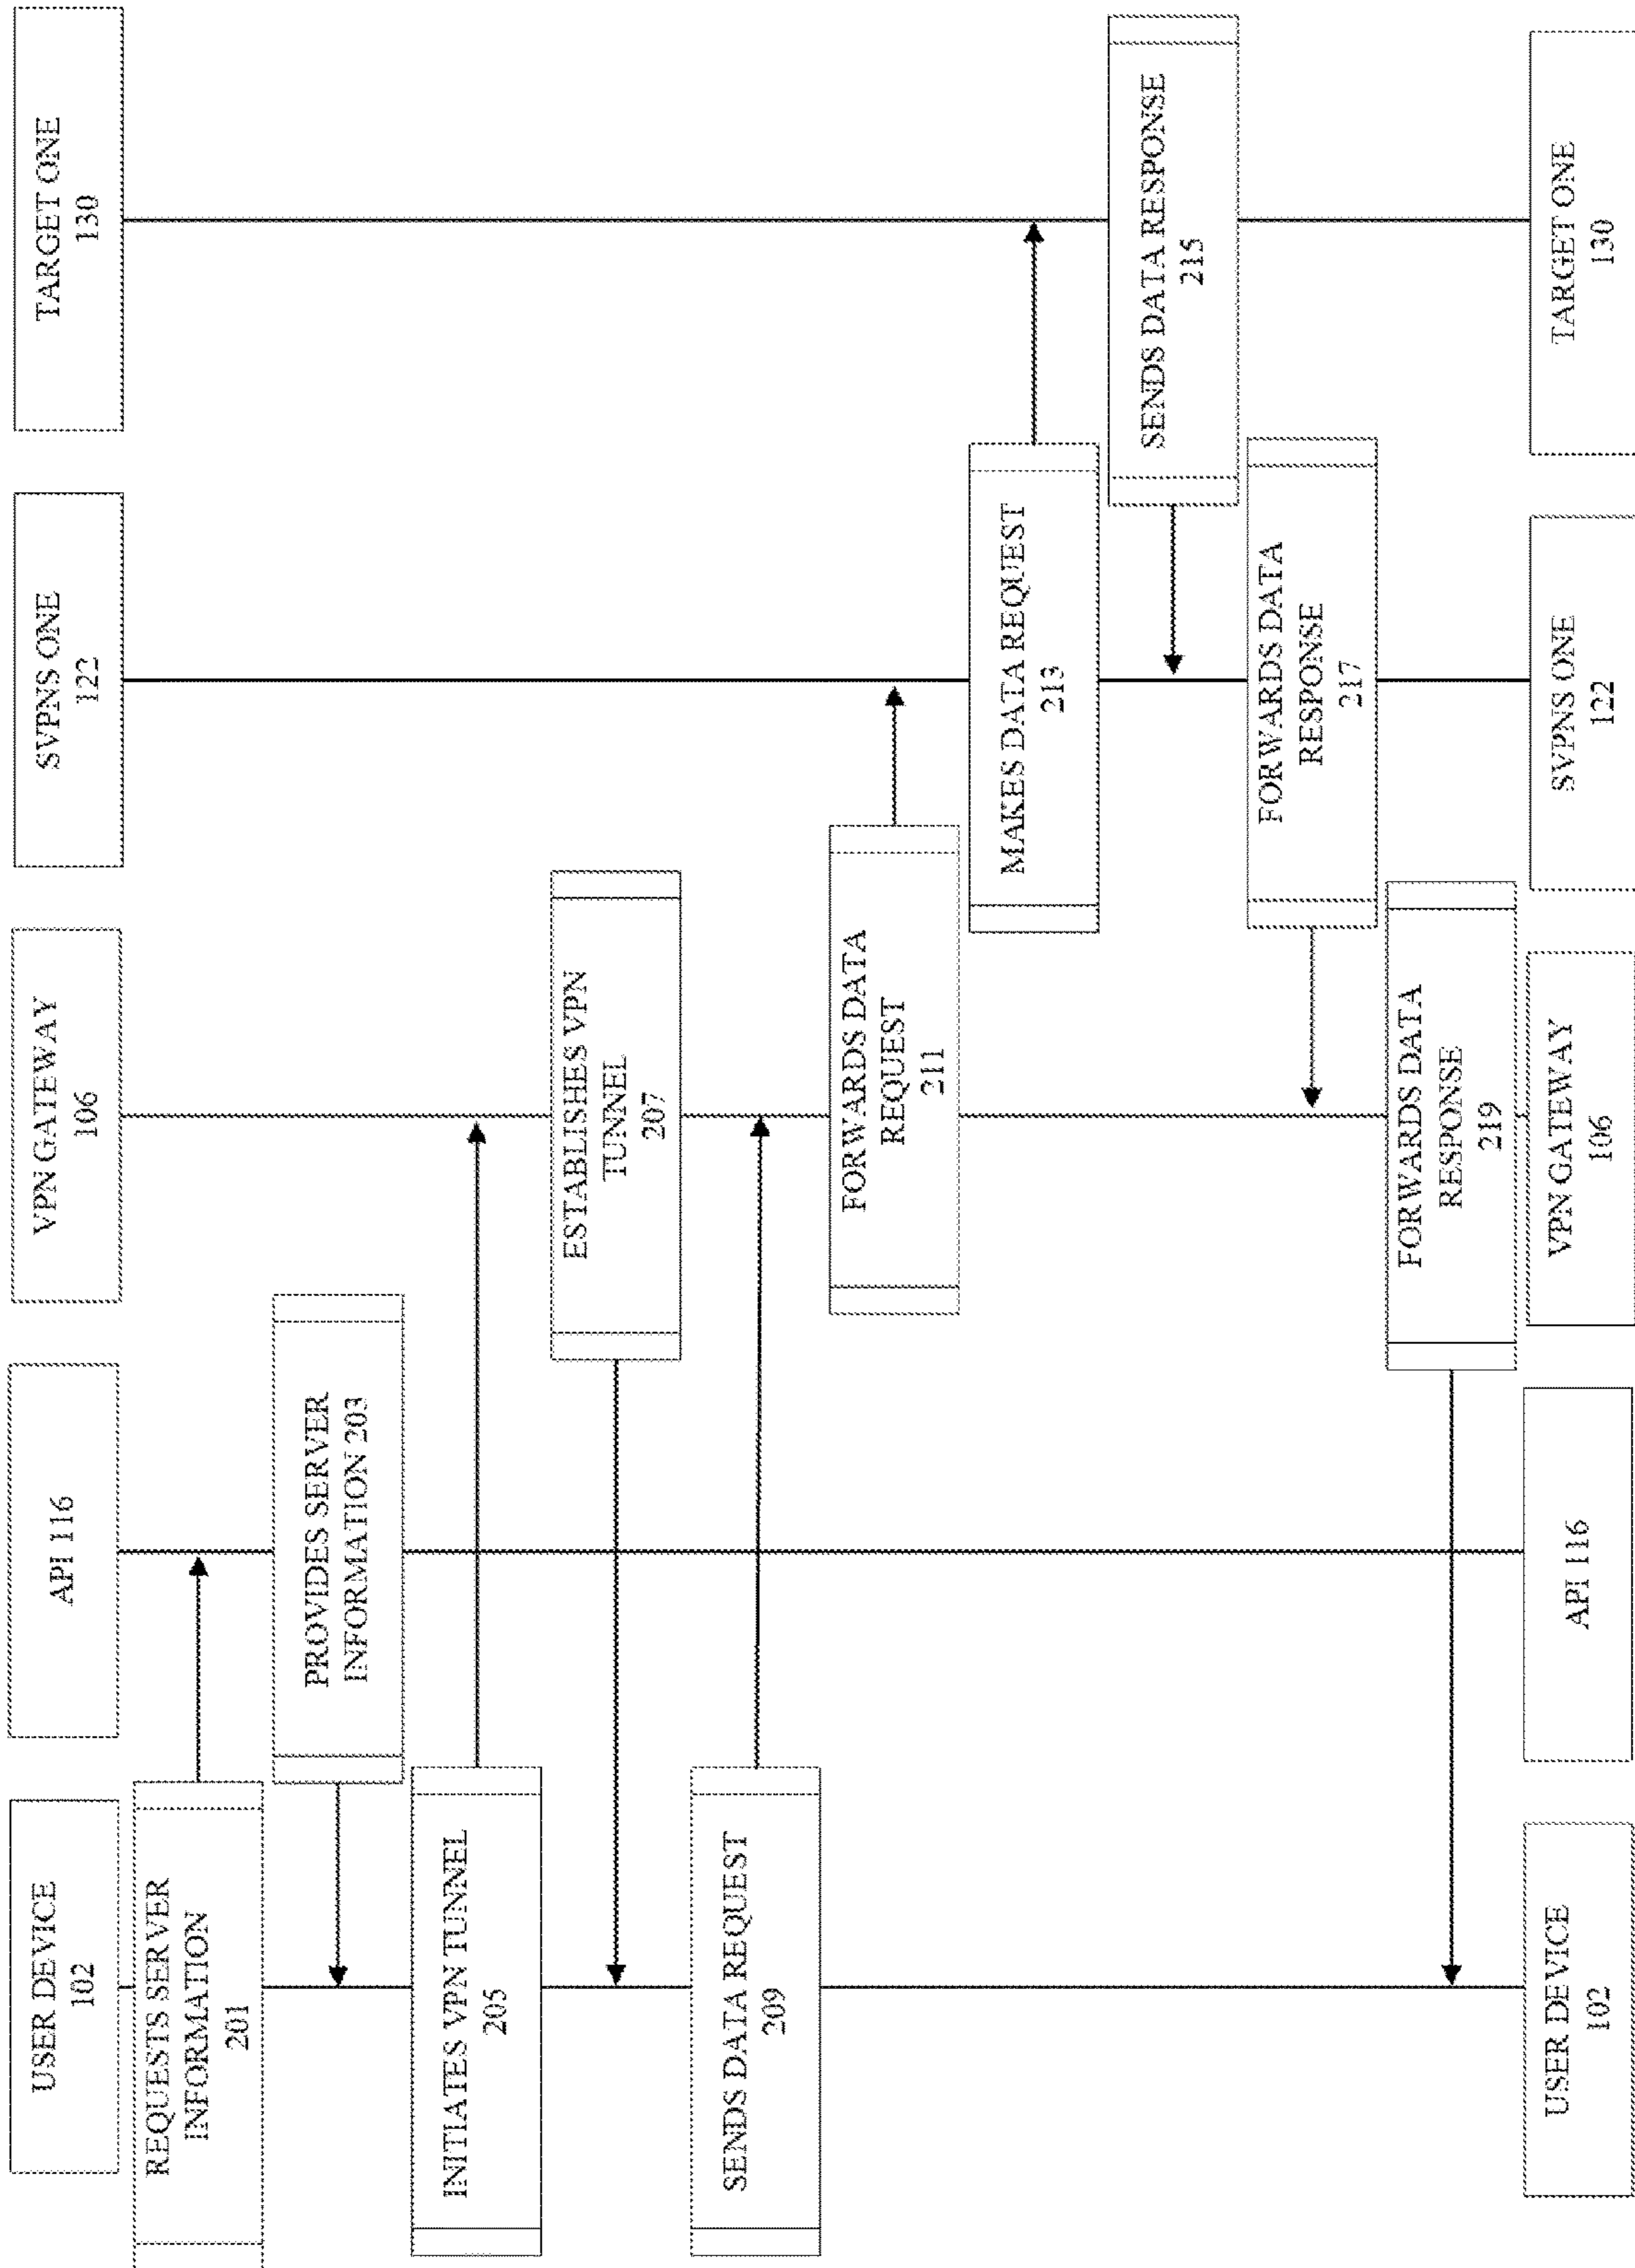 USER DEVICE
102
API 116
VPN GATEWAY
106
SVPNS ONE
122
TARGET ONE
130
REQUESTS SERVER
INFORMATION
201
PROVIDES SERVER
INFORMATION 203
INITIATES VPN TUNNEL
205
ESTABLISHES VPN
TUNNEL
207
SENDS DATA REQUEST
209
FORWARDS DATA
REQUEST
211
MAKES DATA REQUEST
213
SENDS DATA RESPONSE
215
FORWARDS DATA
RESPONSE
217
FORWARDS DATA
RESPONSE
219
USER DEVICE
102
API 116
VPN GATEWAY
106
SVPNS ONE
122
TARGET ONE
130